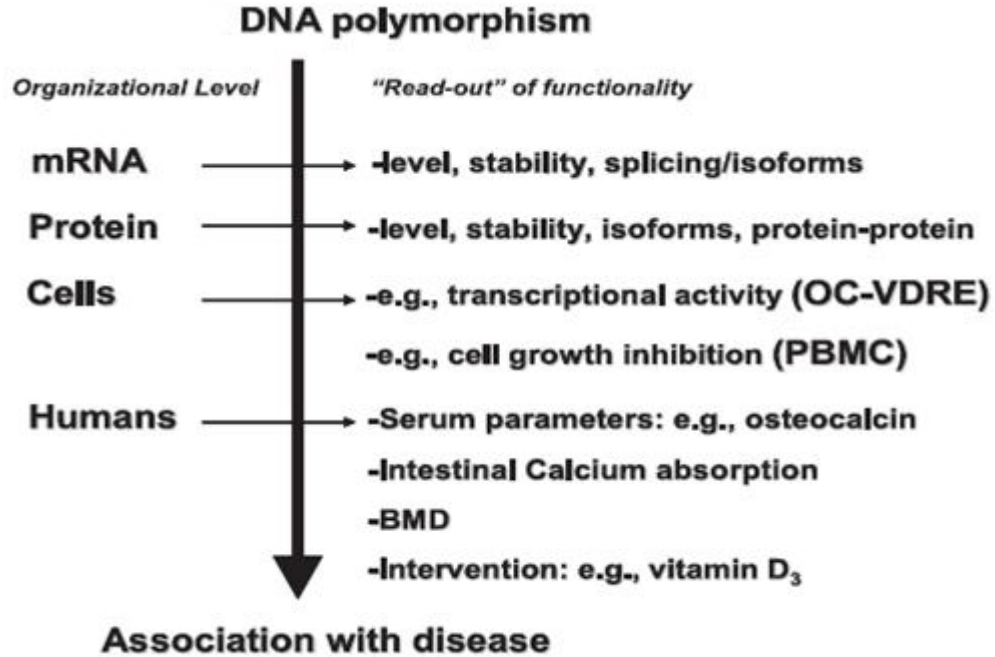 DNA polymorphism
Organizational Level "Read-out" of functionality
mRNA -level, stability, splicing/isoforms
Protein -level, stability, isoforms, protein-protein
Cells -e.g., transcriptional activity (OC-VDRE)
-e.g., cell growth inhibition (PBMC)
Humans -Serum parameters: e.g., osteocalcin
-Intestinal Calcium absorption
-BMD
-Intervention: e.g., vitamin D₃
Association with disease